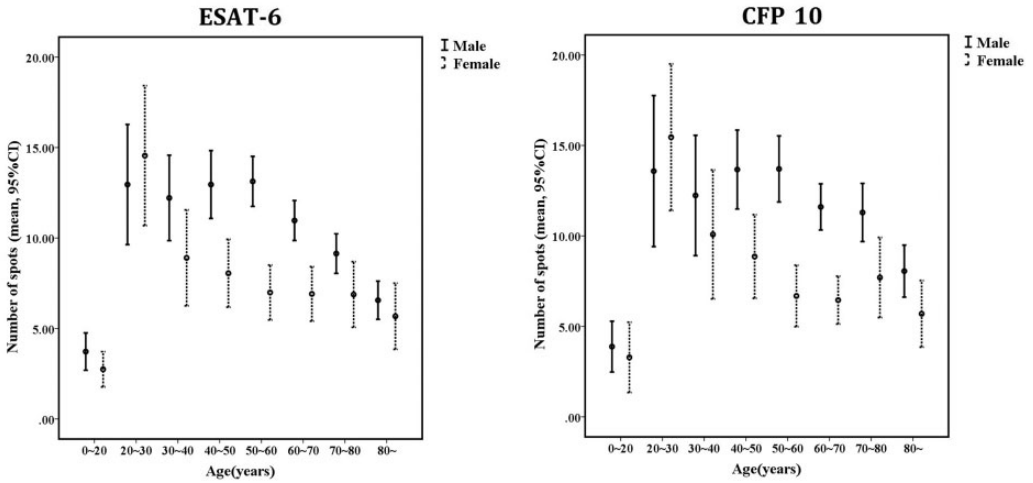 ESAT-6
Male
Female
Number of spots (mean, 95%CI)
20.00
15.00
10.00
5.00
.00
0~20 20~30 30~40 40~50 50~60 60~70 70~80 80~
Age(years)
CFP 10
Male
Female
Number of spots (mean, 95%CI)
20.00
15.00
10.00
5.00
.00
0~20 20~30 30~40 40~50 50~60 60~70 70~80 80~
Age(years)